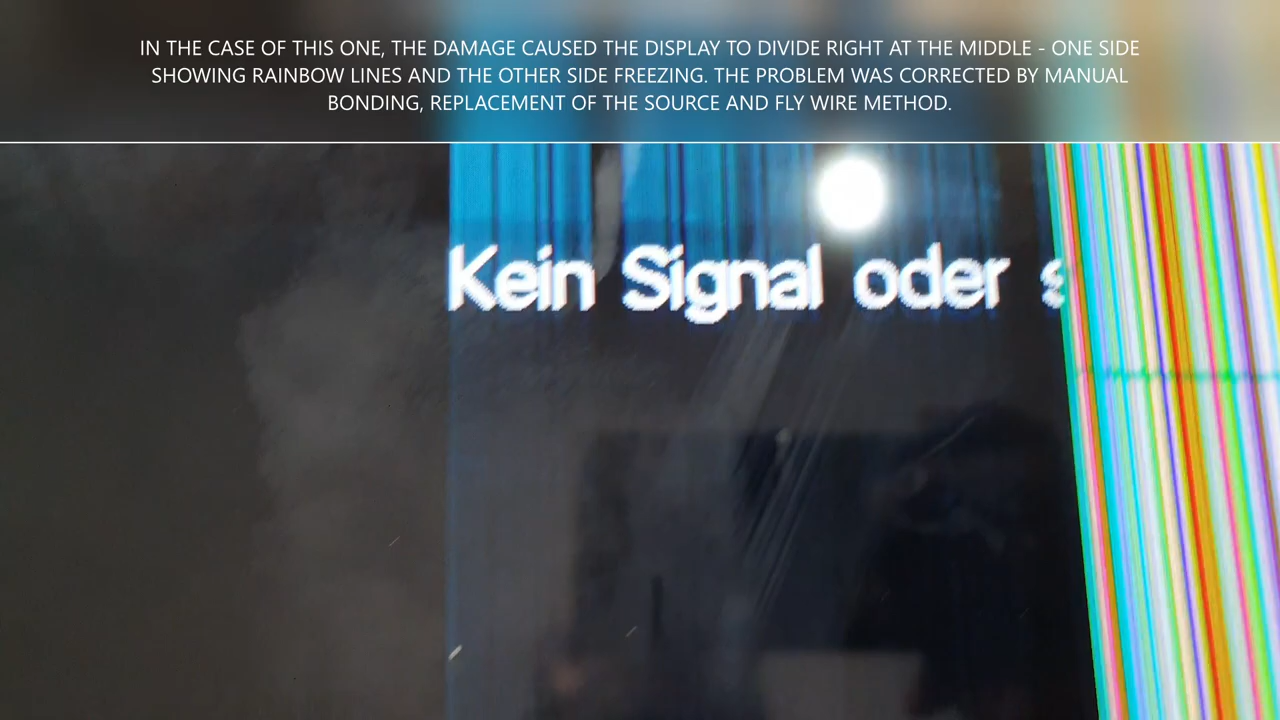 IN THE CASE OF THIS ONE, THE DAMAGE CAUSED THE DISPLAY TO DIVIDE RIGHT AT THE MIDDLE - ONE SIDE
SHOWING RAINBOW LINES AND THE OTHER SIDE FREEZING. THE PROBLEM WAS CORRECTED BY MANUAL
BONDING, REPLACEMENT OF THE SOURCE AND FLY WIRE METHOD.
Kein Signal oder